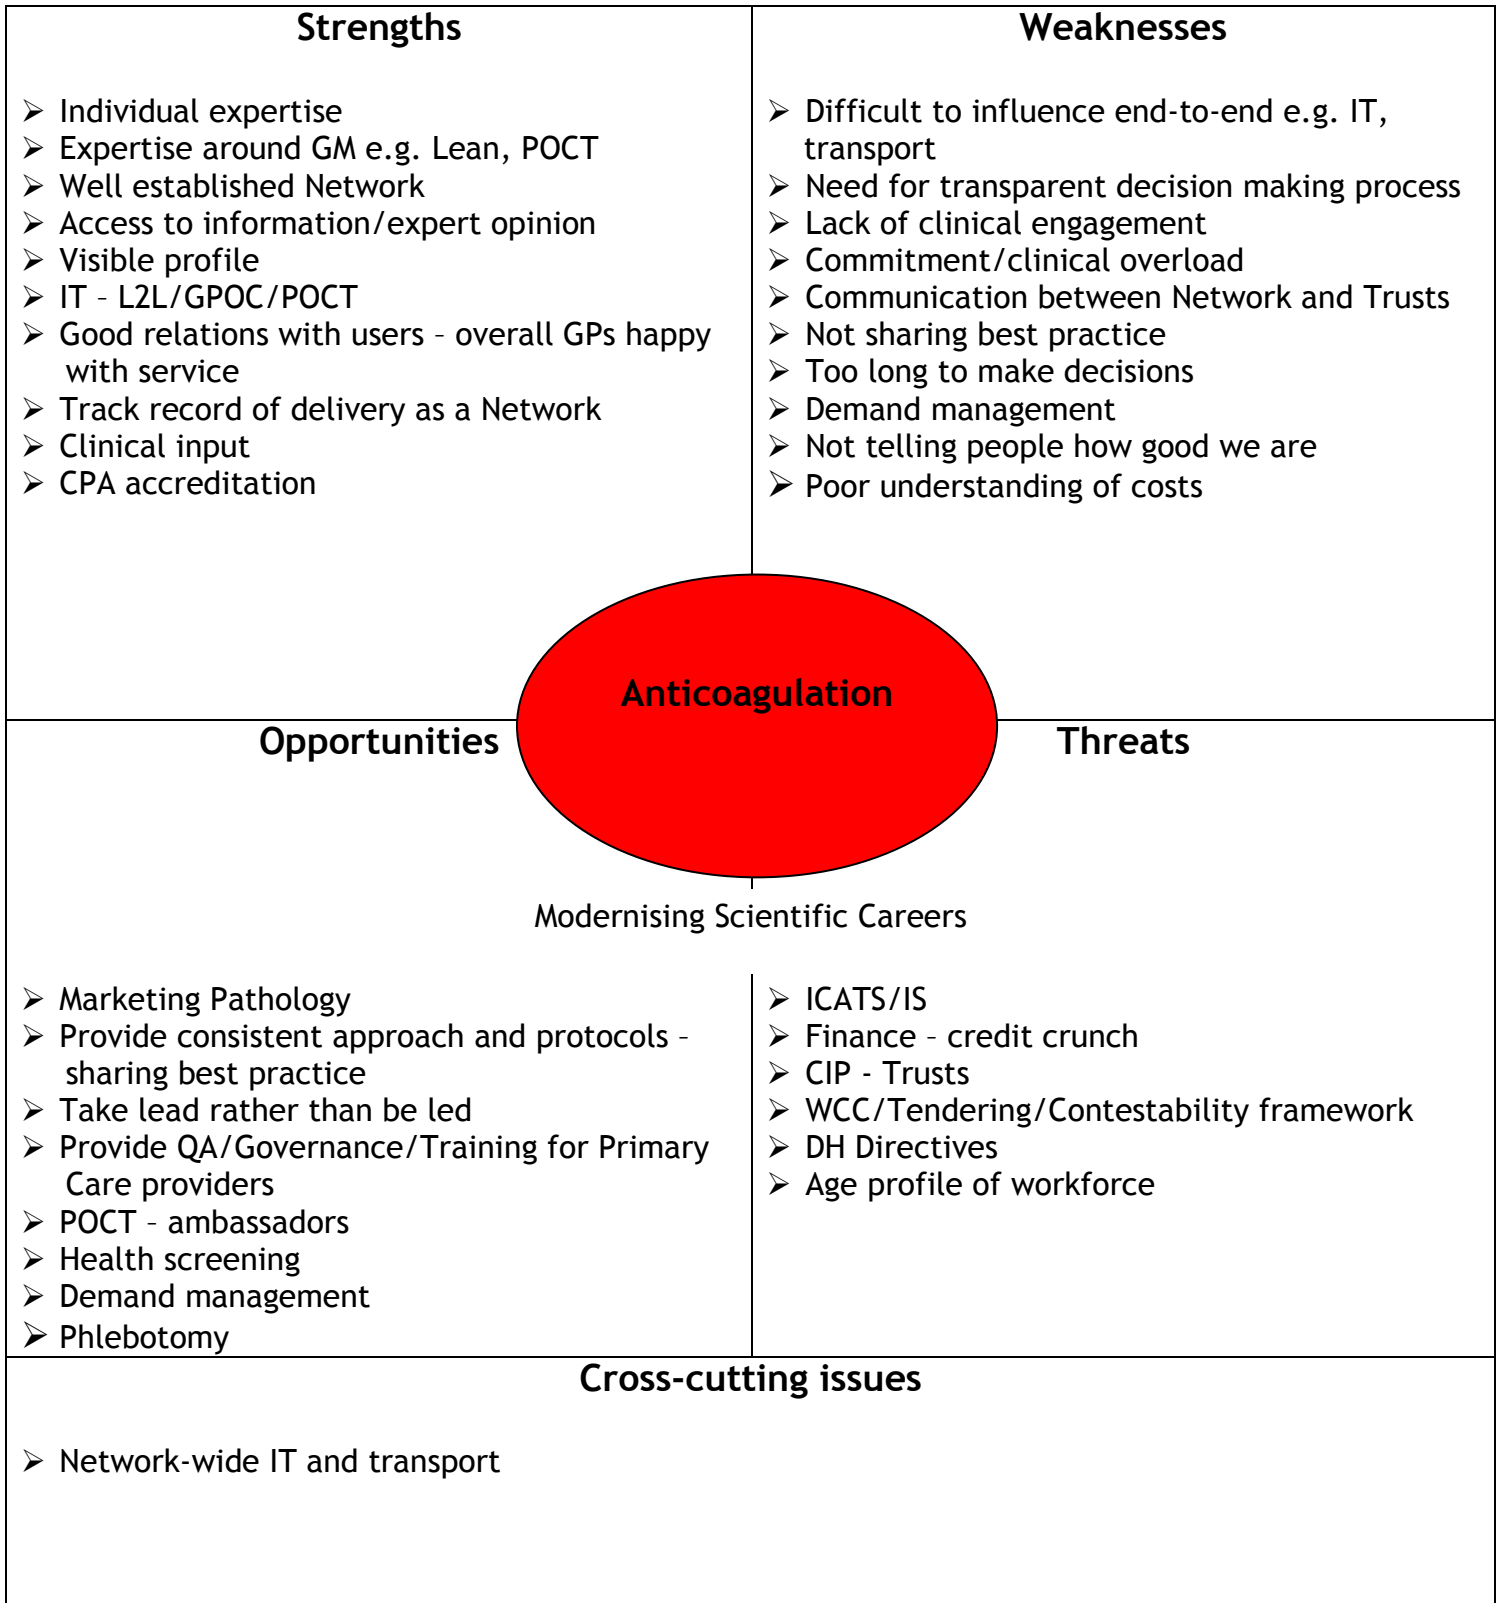 Strengths
➢ Individual expertise
➢ Expertise around GM e.g. Lean, POCT
➢ Well established Network
➢ Access to information/expert opinion
➢ Visible profile
➢ IT – L2L/GPOC/POCT
➢ Good relations with users – overall GPs happy
with service
➢ Track record of delivery as a Network
➢ Clinical input
➢ CPA accreditation
Weaknesses
➢ Difficult to influence end-to-end e.g. IT,
transport
➢ Need for transparent decision making process
➢ Lack of clinical engagement
➢ Commitment/clinical overload
➢ Communication between Network and Trusts
➢ Not sharing best practice
➢ Too long to make decisions
➢ Demand management
➢ Not telling people how good we are
➢ Poor understanding of costs
Anticoagulation
Opportunities
Threats
Modernising Scientific Careers
➢ Marketing Pathology
➢ Provide consistent approach and protocols –
sharing best practice
➢ Take lead rather than be led
➢ Provide QA/Governance/Training for Primary
Care providers
➢ POCT – ambassadors
➢ Health screening
➢ Demand management
➢ Phlebotomy
➢ ICATS/IS
➢ Finance – credit crunch
➢ CIP - Trusts
➢ WCC/Tendering/Contestability framework
➢ DH Directives
➢ Age profile of workforce
Cross-cutting issues
➢ Network-wide IT and transport